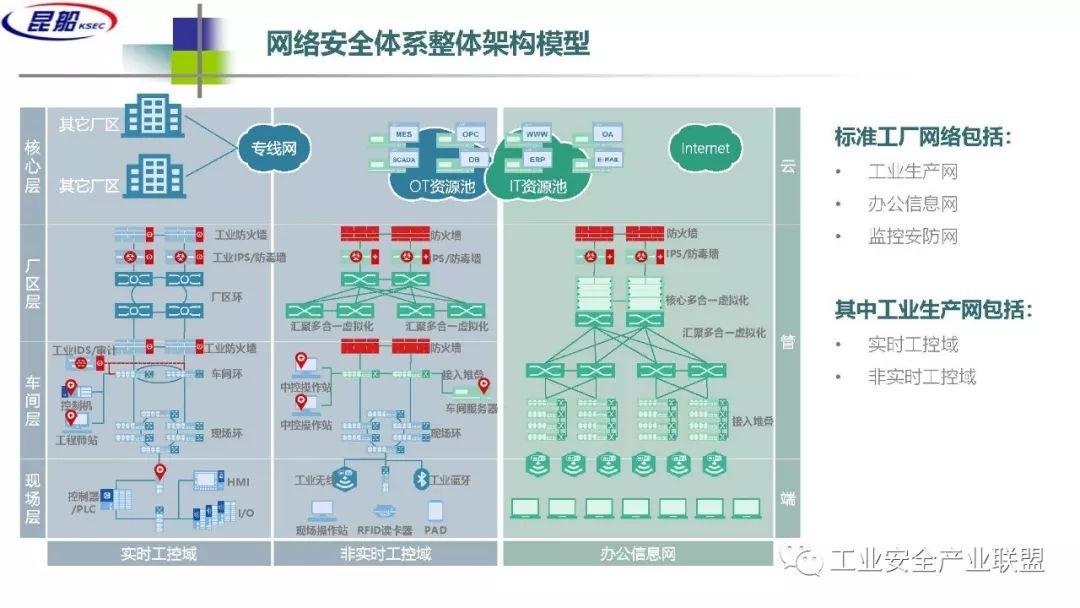 昆船 KSEC
网络安全体系整体架构模型
核心层
其它厂区
其它厂区
专线网
MES
OPC
SCADA
DB
OT资源池
WWW
OA
ERP
E-MAIL
IT资源池
Internet
云
标准工厂网络包括：
• 工业生产网
• 办公信息网
• 监控安防网
其中工业生产网包括：
• 实时工控域
• 非实时工控域
厂区层
工业防火墙
工业IPS/防毒墙
厂区环
防火墙
PS/防毒墙
汇聚多合一虚拟化
汇聚多合一虚拟化
防火墙
IPS/防毒墙
核心多合一虚拟化
汇聚多合一虚拟化
管
车间层
工业IDS/审计
工业防火墙
车间环
控制机
工程师站
现场环
防火墙
中控操作站
接入堆叠
车间服务器
中控操作站
现场环
接入堆叠
现场层
控制器/PLC
HMI
I/O
工业无线
工业蓝牙
现场操作站
RFID读卡器
PAD
端
实时工控域
非实时工控域
办公信息网
工业安全产业联盟